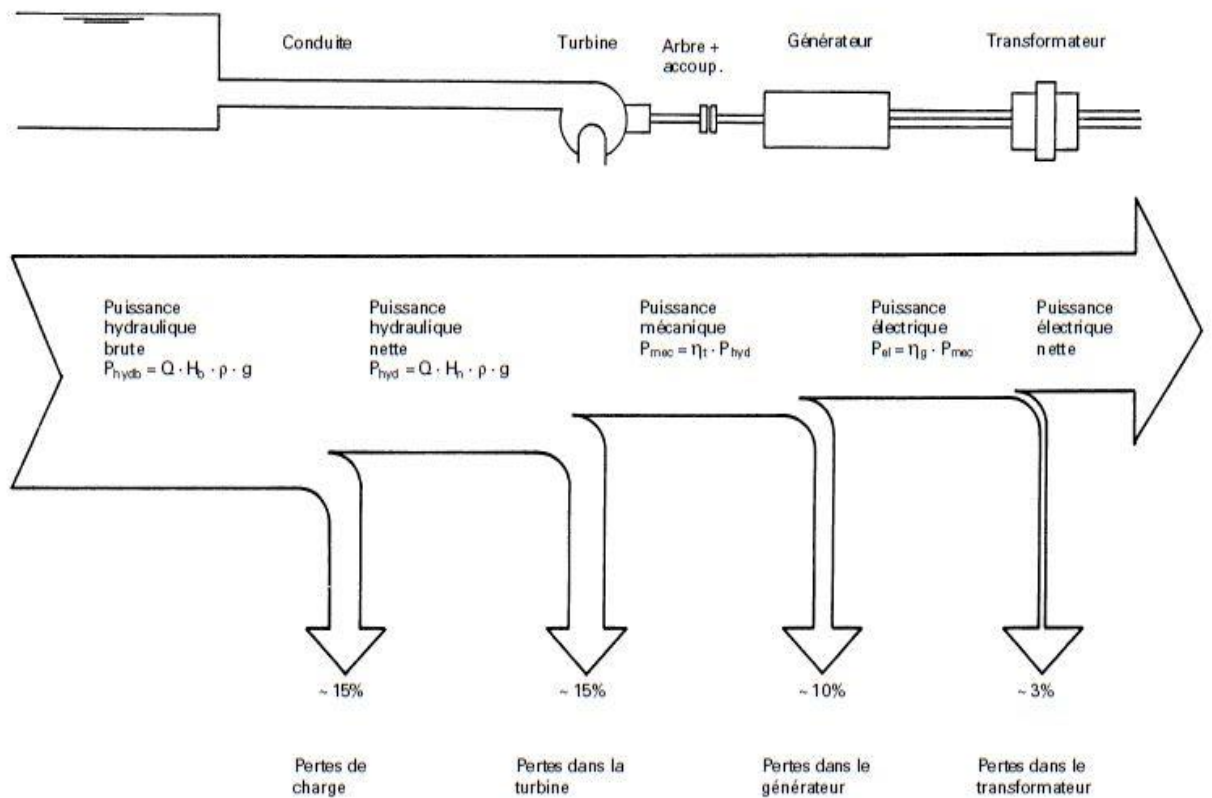 Conduite
Turbine
Arbre +
accoup.
Générateur
Transformateur
Puissance
hydraulique
brute
P_hydb = Q · H_b · ρ · g
Puissance
hydraulique
nette
P_hyd = Q · H_n · ρ · g
Puissance
mécanique
P_mec = η_t · P_hyd
Puissance
électrique
P_el = η_g · P_mec
Puissance
électrique
nette
~ 15%
~ 15%
~ 10%
~ 3%
Pertes de
charge
Pertes dans la
turbine
Pertes dans le
générateur
Pertes dans le
transformateur